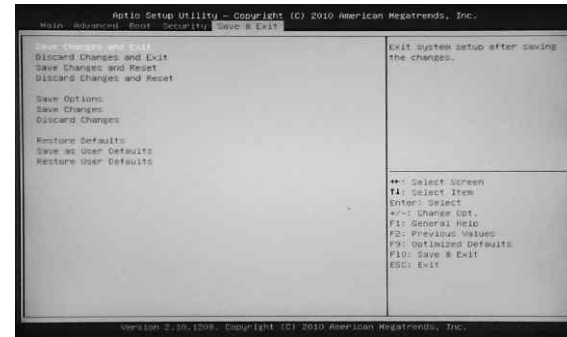 Aptio Setup Utility – Copyright (C) 2010 American Megatrends, Inc.
Main Advanced Boot Security Save & Exit
Save Changes and Exit
Discard Changes and Exit
Save Changes and Reset
Discard Changes and Reset
Save Options
Save Changes
Discard Changes
Restore Defaults
Save as User Defaults
Restore User Defaults
Exit system setup after saving
the changes.
→←: Select Screen
↑↓: Select Item
Enter: Select
+/-: Change Opt.
F1: General Help
F2: Previous Values
F9: Optimized Defaults
F10: Save & Exit
ESC: Exit
Version 2.10.1208. Copyright (C) 2010 American Megatrends, Inc.